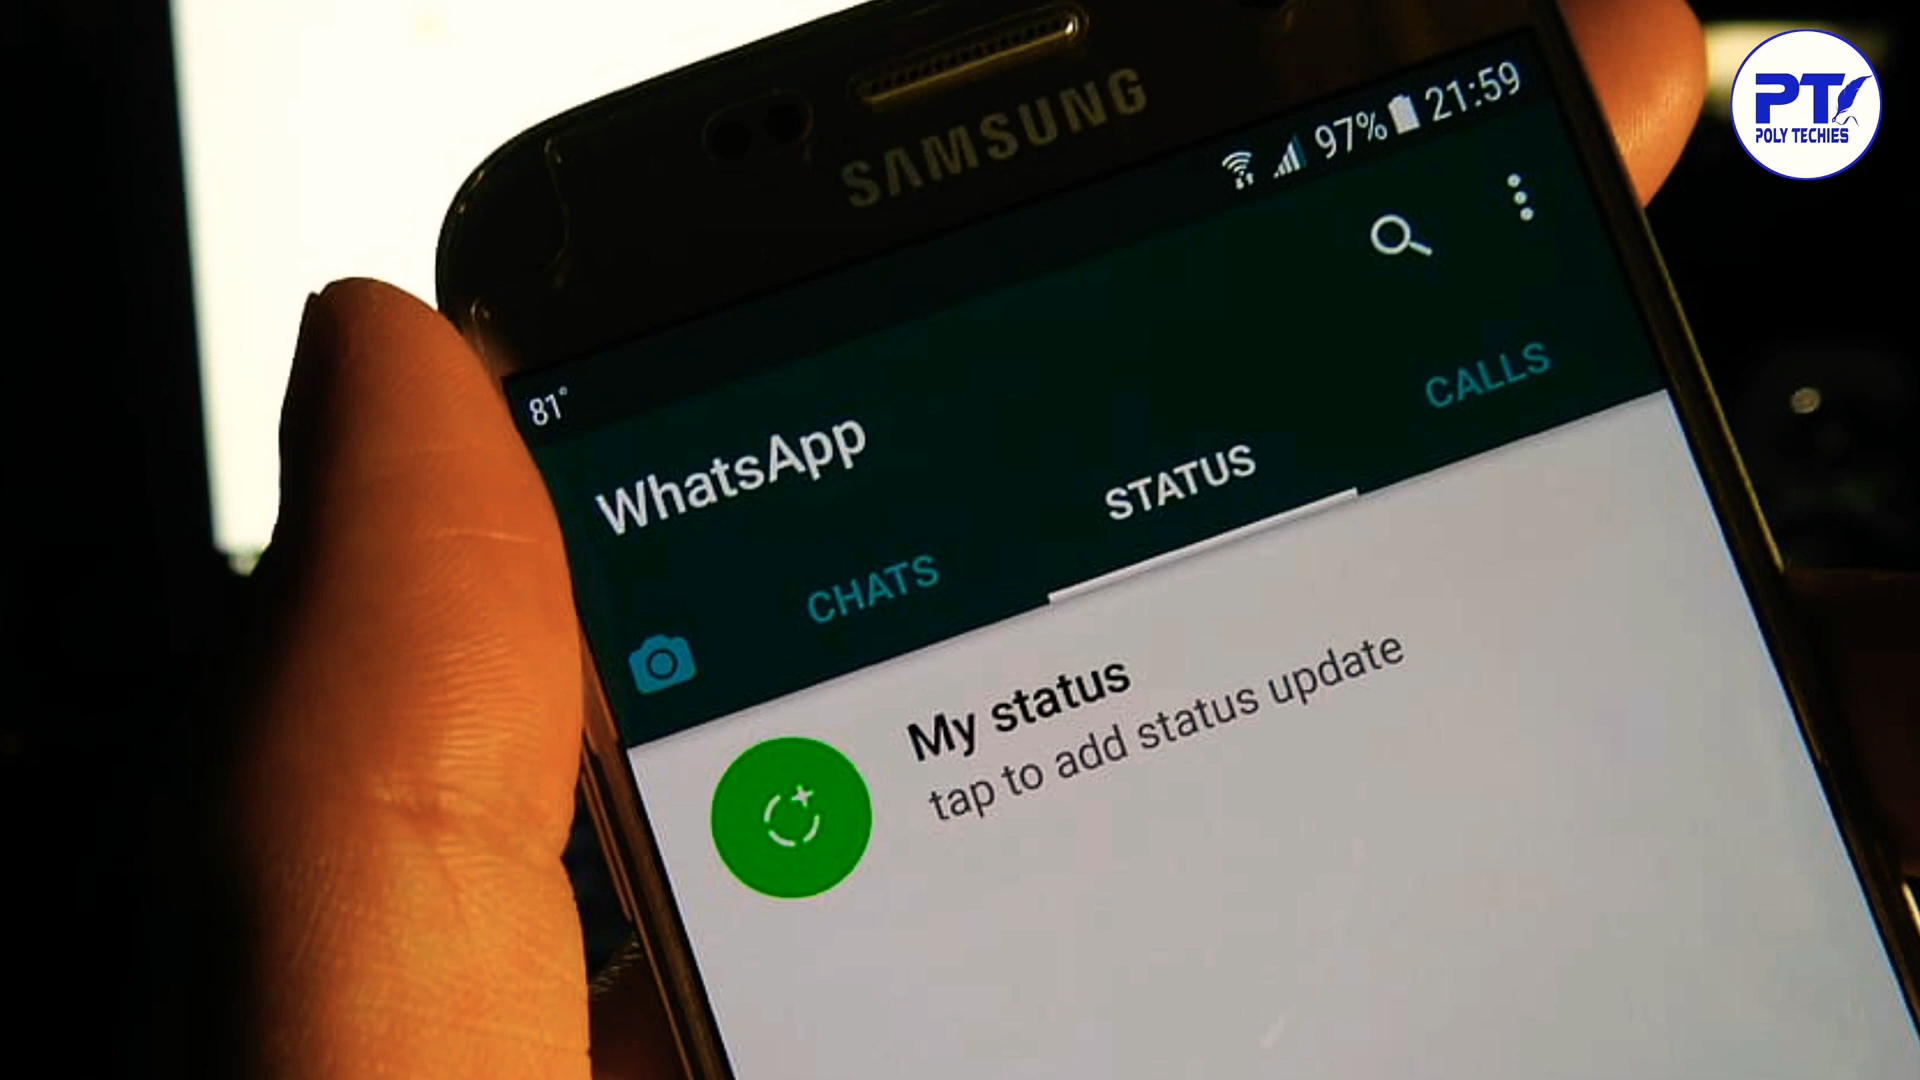 PT
POLY TECHIES
SAMSUNG
81° 97% 21:59
WhatsApp
CHATS STATUS CALLS
My status
tap to add status update